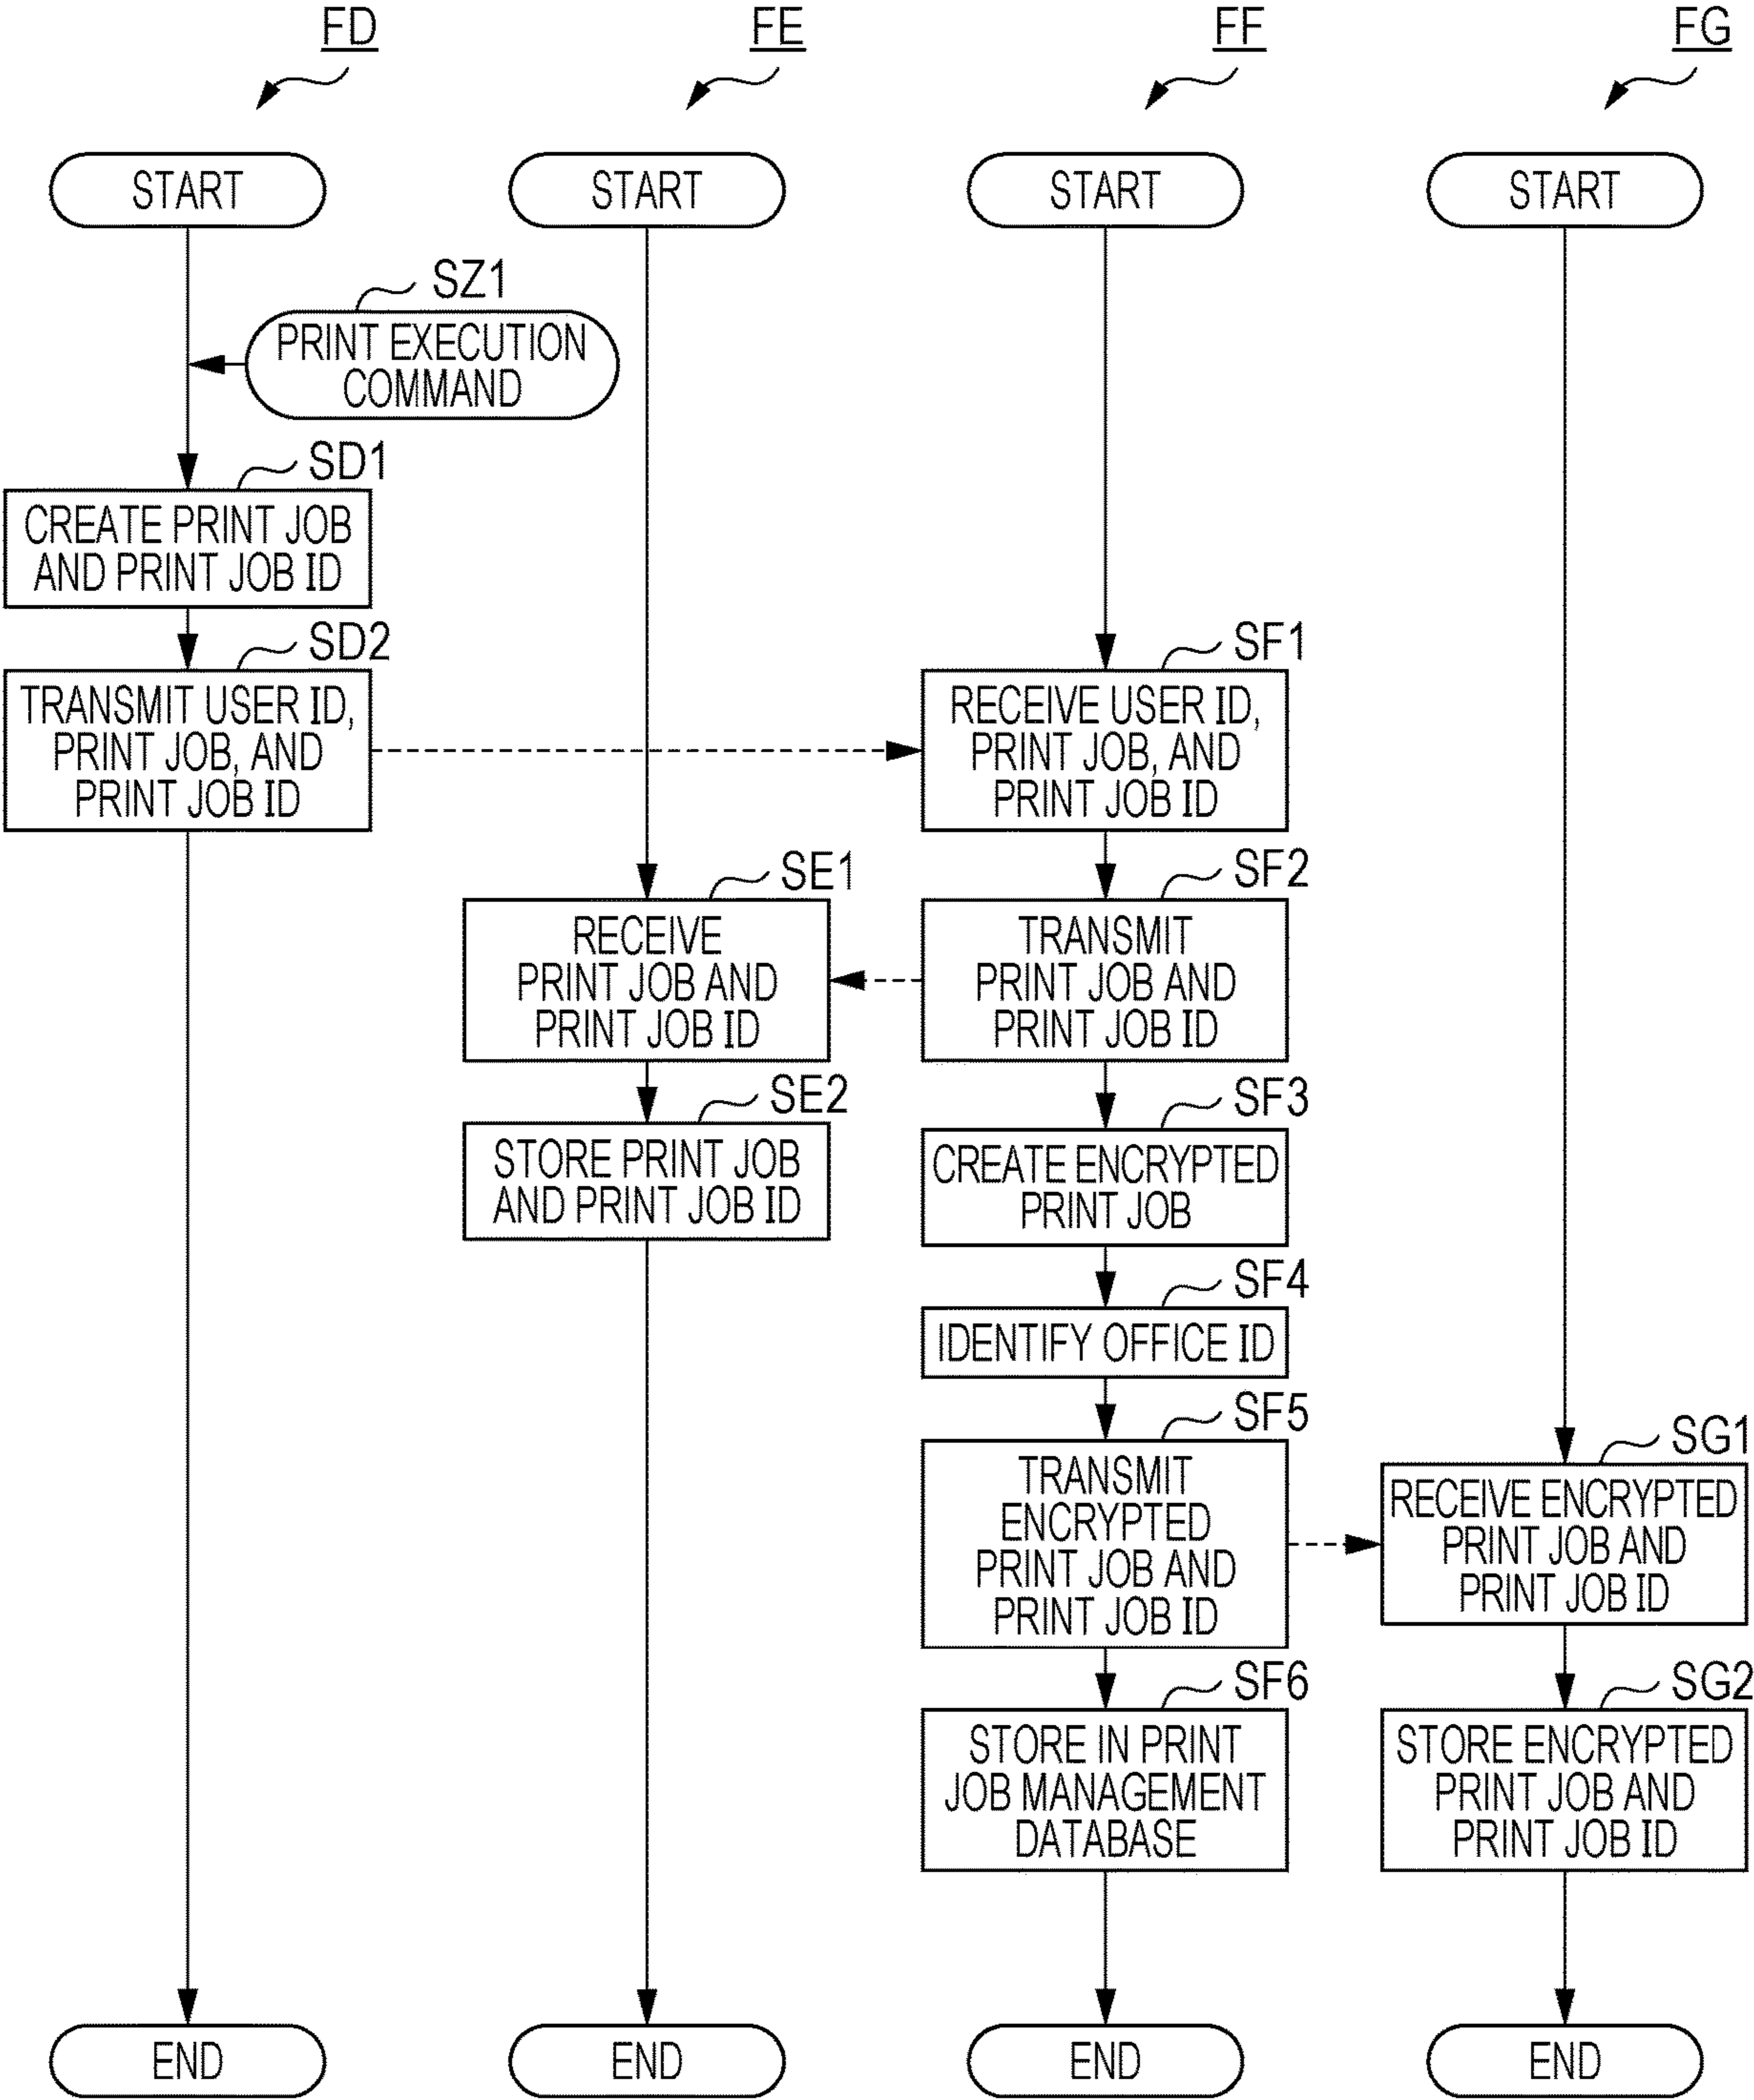 FD
FE
FF
FG
START
START
START
START
SZ1
PRINT EXECUTION
COMMAND
SD1
CREATE PRINT JOB
AND PRINT JOB ID
SD2
TRANSMIT USER ID,
PRINT JOB, AND
PRINT JOB ID
SF1
RECEIVE USER ID,
PRINT JOB, AND
PRINT JOB ID
SE1
RECEIVE
PRINT JOB AND
PRINT JOB ID
SF2
TRANSMIT
PRINT JOB AND
PRINT JOB ID
SE2
STORE PRINT JOB
AND PRINT JOB ID
SF3
CREATE ENCRYPTED
PRINT JOB
SF4
IDENTIFY OFFICE ID
SF5
TRANSMIT
ENCRYPTED
PRINT JOB AND
PRINT JOB ID
SG1
RECEIVE ENCRYPTED
PRINT JOB AND
PRINT JOB ID
SF6
STORE IN PRINT
JOB MANAGEMENT
DATABASE
SG2
STORE ENCRYPTED
PRINT JOB AND
PRINT JOB ID
END
END
END
END